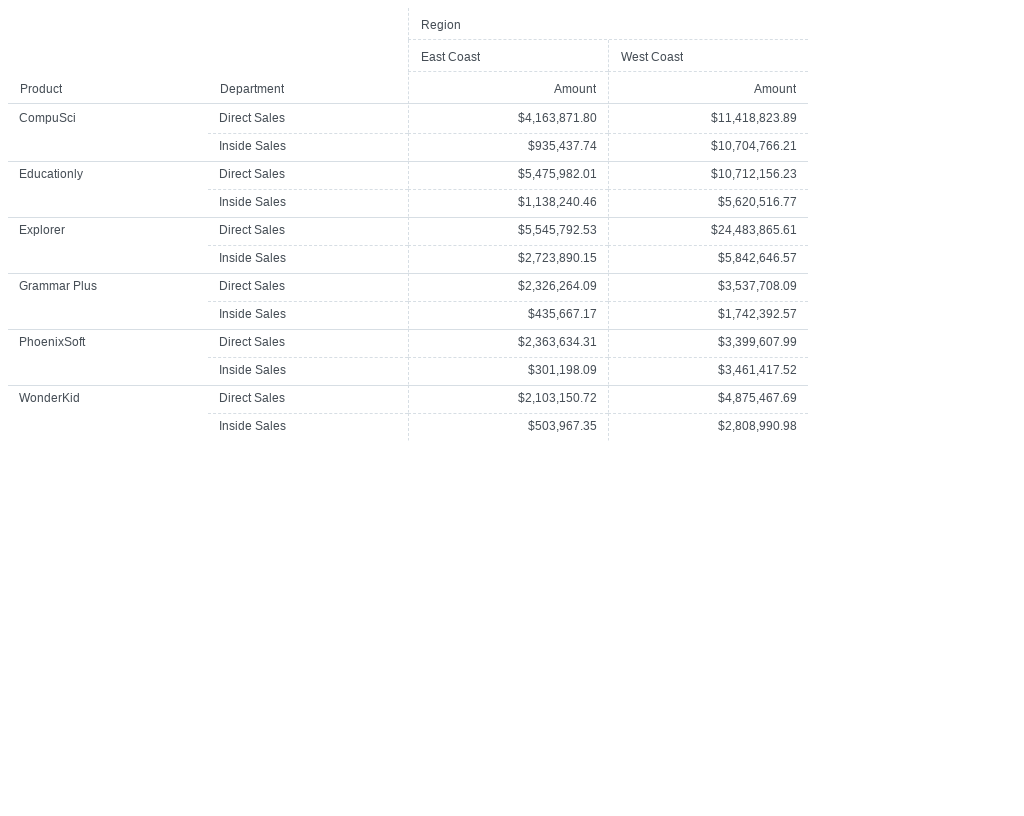 Region
East Coast West Coast
Product Department Amount Amount
CompuSci Direct Sales $4,163,871.80 $11,418,823.89
Inside Sales $935,437.74 $10,704,766.21
Educationly Direct Sales $5,475,982.01 $10,712,156.23
Inside Sales $1,138,240.46 $5,620,516.77
Explorer Direct Sales $5,545,792.53 $24,483,865.61
Inside Sales $2,723,890.15 $5,842,646.57
Grammar Plus Direct Sales $2,326,264.09 $3,537,708.09
Inside Sales $435,667.17 $1,742,392.57
PhoenixSoft Direct Sales $2,363,634.31 $3,399,607.99
Inside Sales $301,198.09 $3,461,417.52
WonderKid Direct Sales $2,103,150.72 $4,875,467.69
Inside Sales $503,967.35 $2,808,990.98